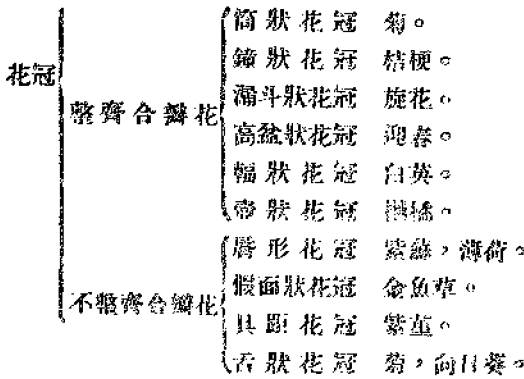 筒狀花冠 菊。
鐘狀花冠 桔梗。
花冠
漏斗狀花冠 旋花。
整齊合瓣花
高盆狀花冠 迎春。
輻狀花冠 白英。
狀花冠
脣形花冠 紫蘇，薄荷。
假面狀花冠 金魚草。
不整齊合瓣花
具距花冠 紫菫。
舌狀花冠 菊，向日葵。